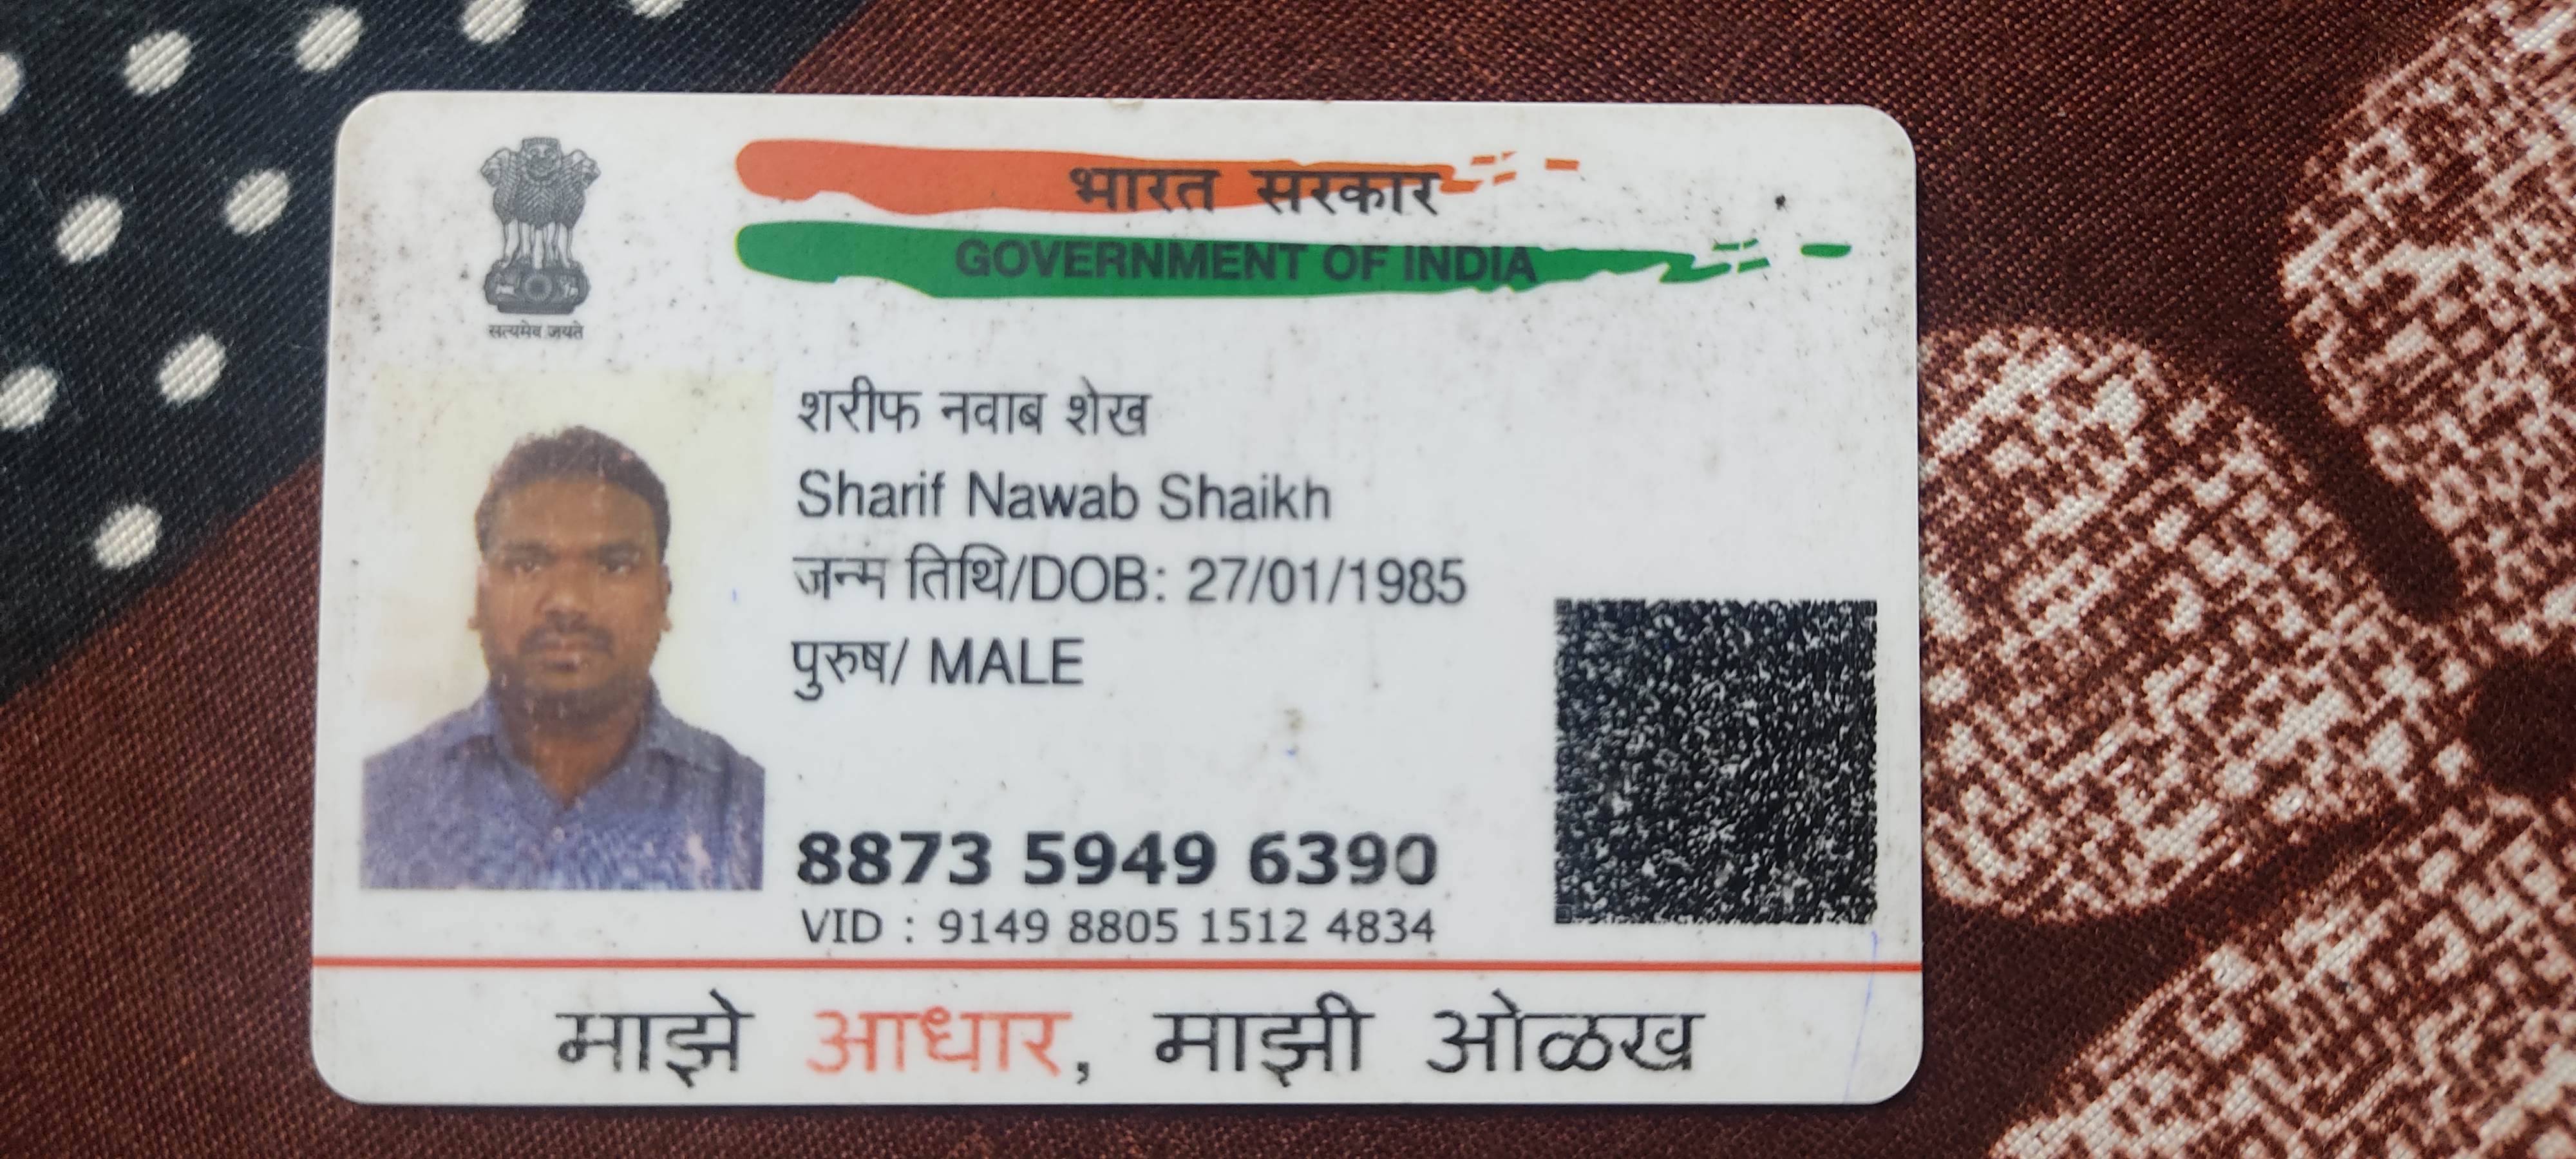 भारत सरकार
GOVERNMENT OF INDIA
सत्यमेव जयते
शरीफ नवाब शेख
Sharif Nawab Shaikh
जन्म तिथि/DOB: 27/01/1985
पुरुष/ MALE
8873 5949 6390
VID : 9149 8805 1512 4834
माझे आधार, माझी ओळख